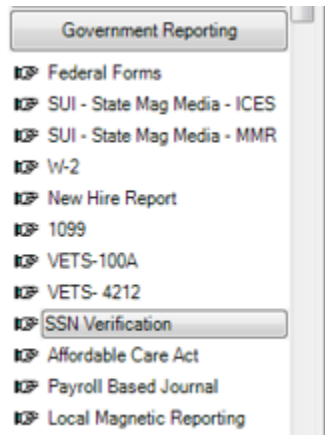 Government Reporting
Federal Forms
SUI - State Mag Media - ICES
SUI - State Mag Media - MMR
W-2
New Hire Report
1099
VETS-100A
VETS- 4212
SSN Verification
Affordable Care Act
Payroll Based Journal
Local Magnetic Reporting